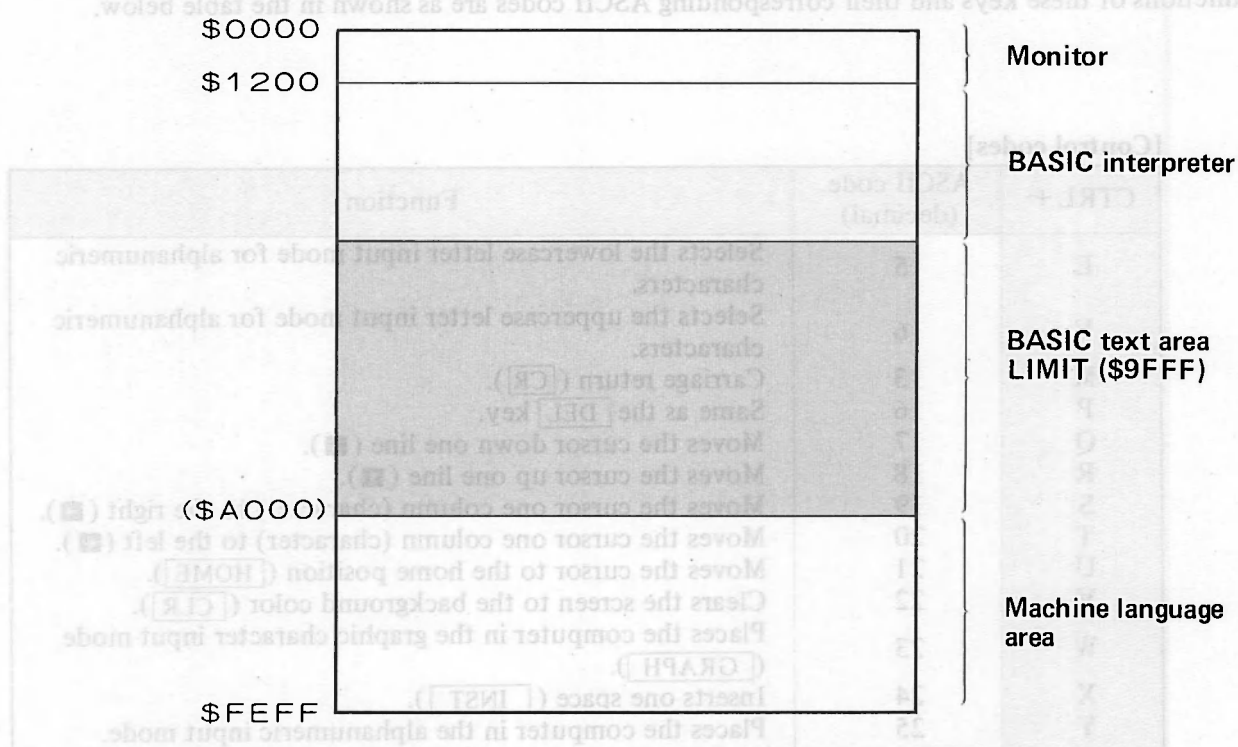 $0000
Monitor
$1200
BASIC interpreter
BASIC text area
LIMIT ($9FFF)
($A000)
Machine language
area
$FEFF